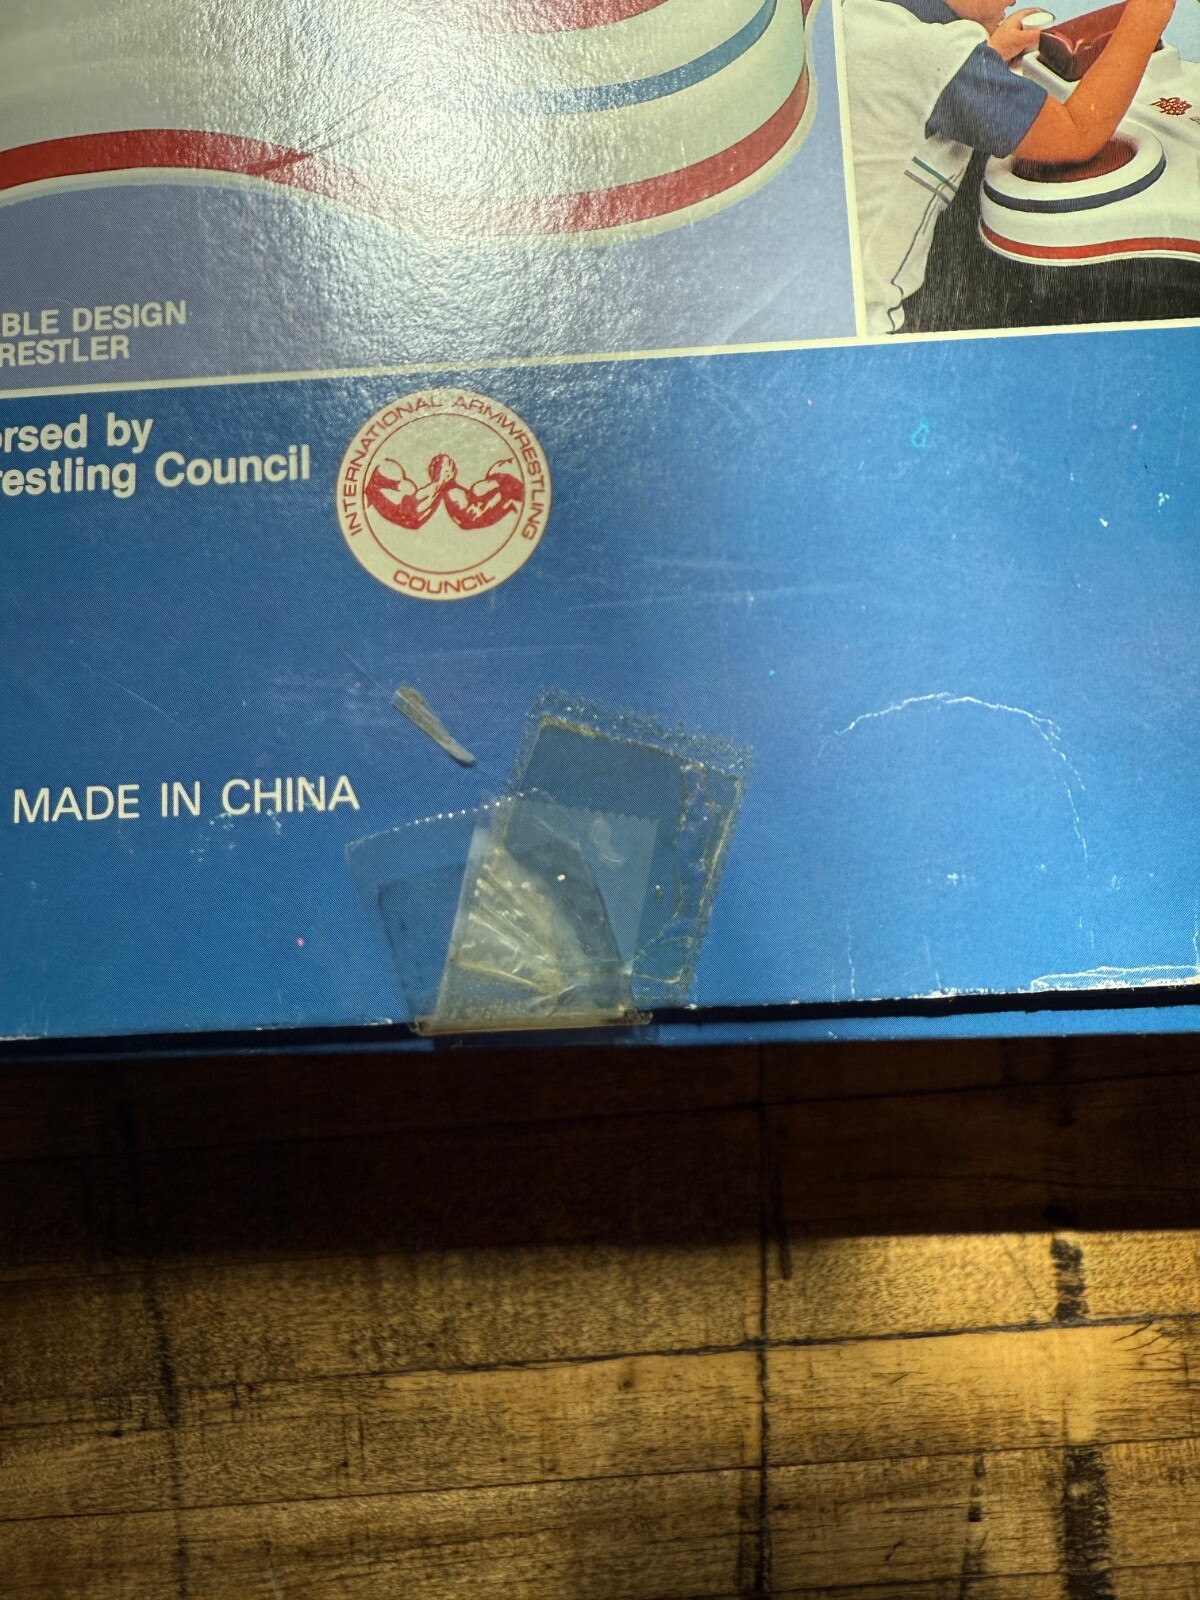 BLE DESIGN
RESTLER
orsed by
restling Council
INTERNATIONAL ARMWRESTLING
COUNCIL
MADE IN CHINA